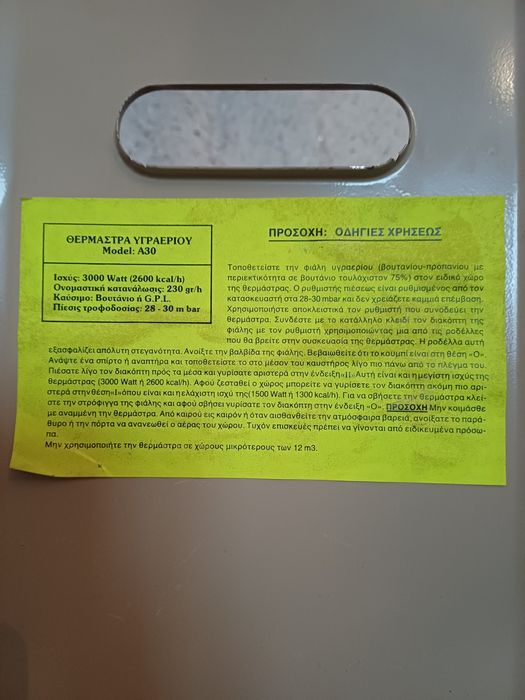 ΘΕΡΜΑΣΤΡΑ ΥΓΡΑΕΡΙΟΥ
Model: A30
Ισχύς: 3000 Watt (2600 kcal/h)
Ονομαστική κατανάλωσις: 230 gr/h
Καύσιμο: Βουτάνιο ή G.P.L.
Πίεσις τροφοδοσίας: 28 - 30 m bar
ΠΡΟΣΟΧΗ: ΟΔΗΓΙΕΣ ΧΡΗΣΕΩΣ
Τοποθετείστε την φιάλη υγραερίου (βουτανίου-προπανίου με
περιεκτικότητα σε βουτάνιο τουλάχιστον 75%) στον ειδικό χώρο
της θερμάστρας. Ο ρυθμιστής πιέσεως είναι ρυθμισμένος από τον
κατασκευαστή στα 28-30 mbar και δεν χρειάζετε καμμιά επέμβαση.
Χρησιμοποιήστε αποκλειστικά τον ρυθμιστή που συνοδεύει την
θερμάστρα. Συνδέστε με το κατάλληλο κλειδί τον διακόπτη της
φιάλης με τον ρυθμιστή χρησιμοποιώντας μια από τις ροδέλλες
που θα βρείτε στην συσκευασία της θερμάστρας. Η ροδέλλα αυτή
εξασφαλίζει απόλυτη στεγανότητα. Ανοίξτε την βαλβίδα της φιάλης. Βεβαιωθείτε ότι το κουμπί είναι στη θέση «Ο».
Ανάψτε ένα σπίρτο ή αναπτήρα και τοποθετείστε το στο μέσον του καυστήρος λίγο πιο πάνω από το πλέγμα του.
Πιέσατε λίγο τον διακόπτη πρός τα μέσα και γυρίσατε αριστερά στην ένδειξη«ΙΙ».Αυτή είναι και η μεγίστη ισχύς της
θερμάστρας (3000 Watt ή 2600 kcal/h). Αφού ζεσταθεί ο χώρος μπορείτε να γυρίσετε τον διακόπτη ακόμη πιο αρι-
στερά στην θέση«Ι»όπου είναι και η ελάχιστη ισχύ της(1500 Watt ή 1300 kcal/h). Για να σβήσετε την θερμάστρα κλεί-
στε την στρόφιγγα της φιάλης και αφού σβήσει γυρίσατε τον διακόπτη στην ένδειξη «Ο». ΠΡΟΣΟΧΗ Μην κοιμάσθε
με αναμμένη την θερμάστρα. Από καιρού εις καιρόν ή όταν αισθανθείτε την ατμόσφαιρα βαρειά, ανοίξατε το παρά-
θυρο ή την πόρτα να ανανεωθεί ο αέρας του χώρου. Τυχόν επισκευές πρέπει να γίνονται από ειδικευμένα πρόσω-
πα.
Μην χρησιμοποιήτε την θερμάστρα σε χώρους μικρότερους των 12 m3.